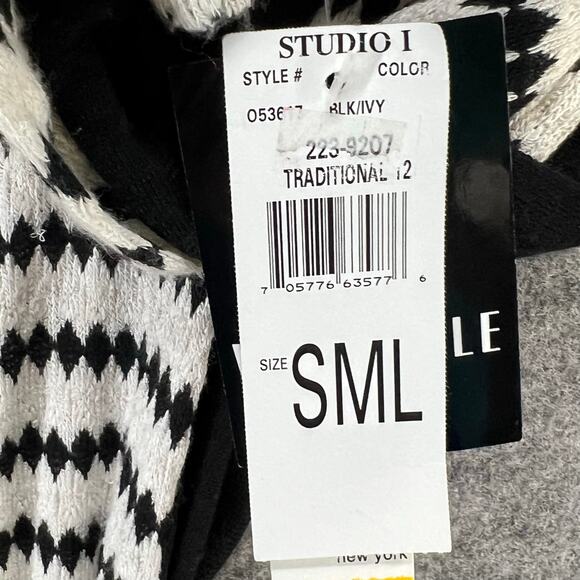 STUDIO I
STYLE # COLOR
BLK/IVY
223-9207
TRADITIONAL 12
7 05776 63577 6
LE
SIZE SML
new york